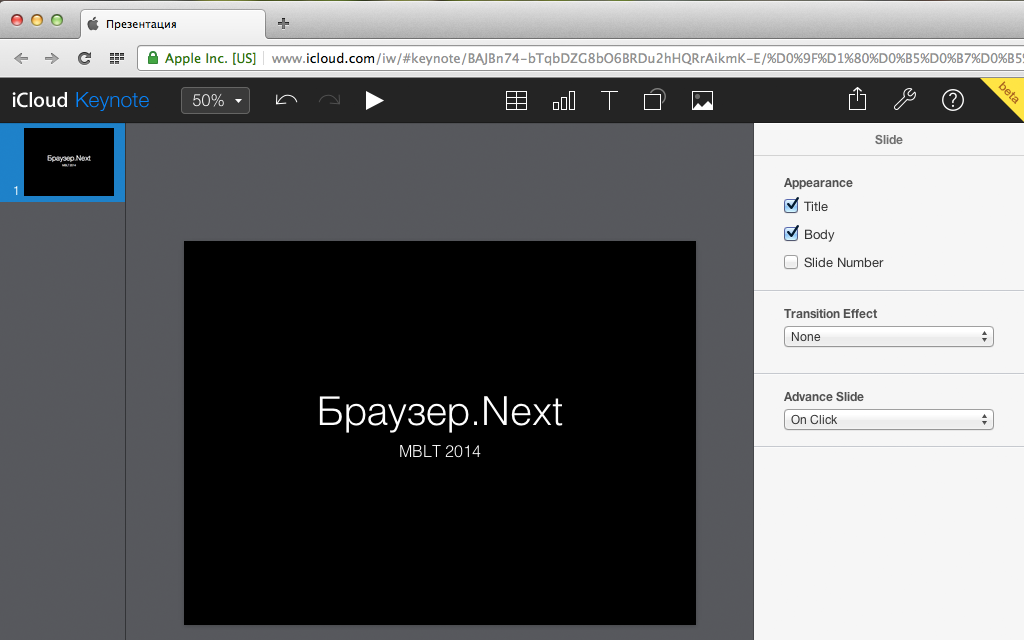 Презентация
Apple Inc. [US]
www.icloud.com/iw/#keynote/BAJBn74-bTqbDZG8bO6BRDu2hHQRrAikmK-E/%D0%9F%D1%80%D0%B5%D0%B7%D0%B5
iCloud Keynote
50%
beta
1
Браузер.Next
MBLT 2014
Браузер.Next
MBLT 2014
Slide
Appearance
Title
Body
Slide Number
Transition Effect
None
Advance Slide
On Click